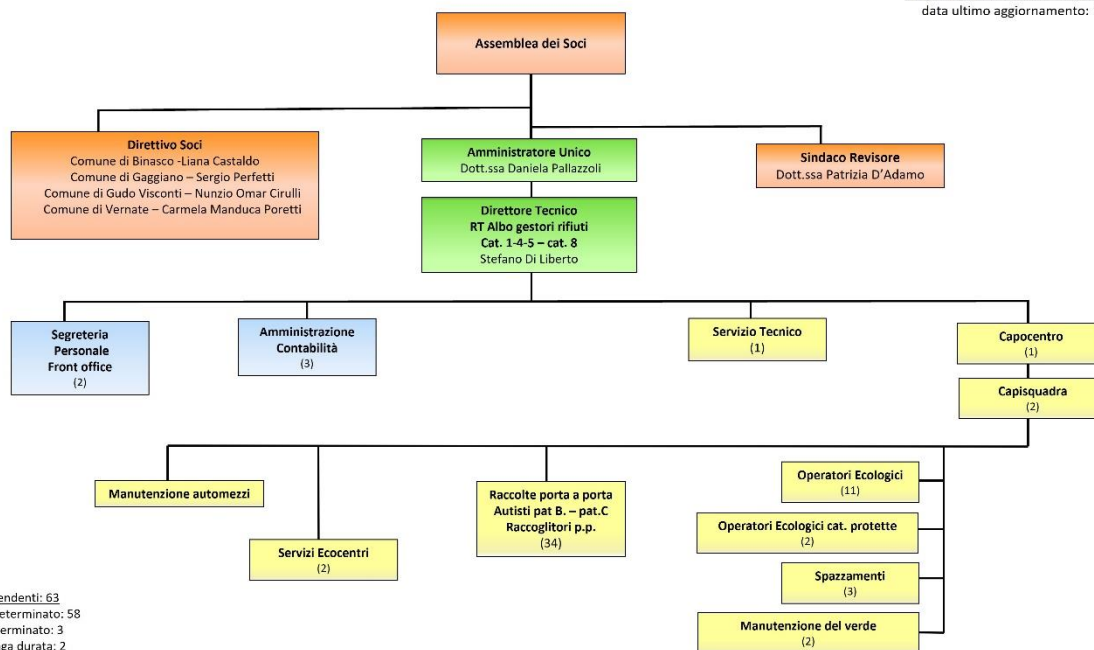 data ultimo aggiornamento:
Assemblea dei Soci
Direttivo Soci
Comune di Binasco -Liana Castaldo
Comune di Gaggiano – Sergio Perfetti
Comune di Gudo Visconti – Nunzio Omar Cirulli
Comune di Vernate – Carmela Manduca Poretti
Amministratore Unico
Dott.ssa Daniela Pallazzoli
Sindaco Revisore
Dott.ssa Patrizia D'Adamo
Direttore Tecnico
RT Albo gestori rifiuti
Cat. 1-4-5 – cat. 8
Stefano Di Liberto
Segreteria
Personale
Front office
(2)
Amministrazione
Contabilità
(3)
Servizio Tecnico
(1)
Capocentro
(1)
Capisquadra
(2)
Manutenzione automezzi
Servizi Ecocentri
(2)
Raccolte porta a porta
Autisti pat B. – pat.C
Raccoglitori p.p.
(34)
Operatori Ecologici
(11)
Operatori Ecologici cat. protette
(2)
Spazzamenti
(3)
Manutenzione del verde
(2)
endenti: 63
eterminato: 58
erminato: 3
ga durata: 2